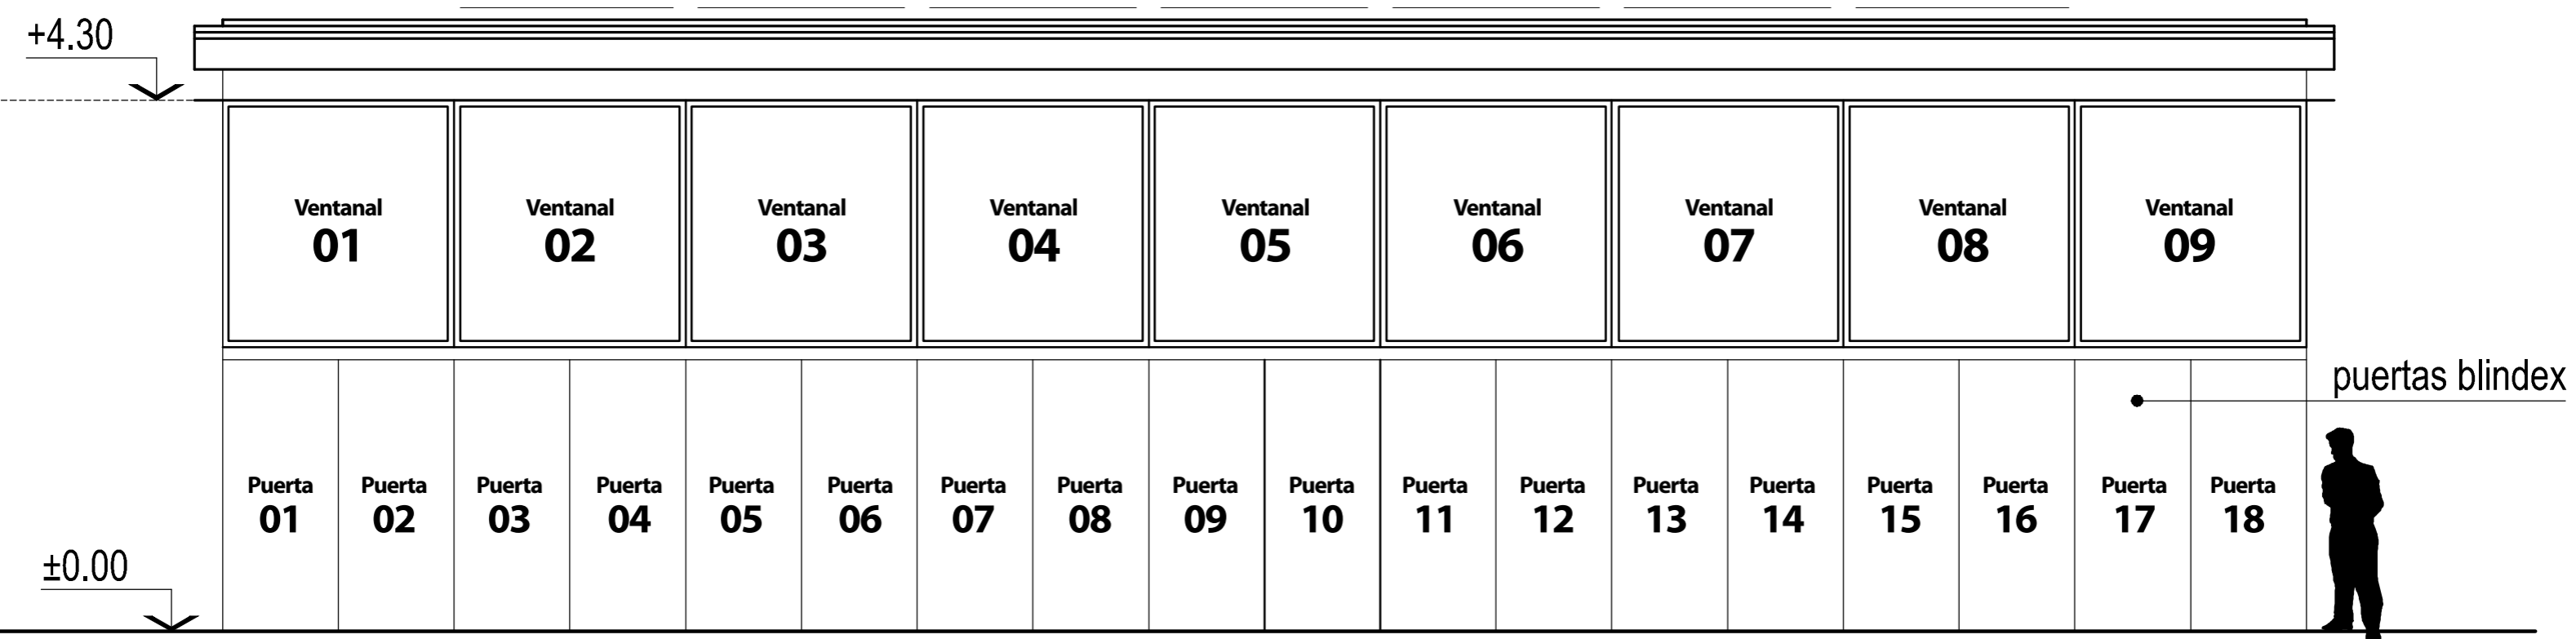 +4.30
Ventanal
01
Ventanal
02
Ventanal
03
Ventanal
04
Ventanal
05
Ventanal
06
Ventanal
07
Ventanal
08
Ventanal
09
puertas blindex
Puerta
01
Puerta
02
Puerta
03
Puerta
04
Puerta
05
Puerta
06
Puerta
07
Puerta
08
Puerta
09
Puerta
10
Puerta
11
Puerta
12
Puerta
13
Puerta
14
Puerta
15
Puerta
16
Puerta
17
Puerta
18
±0.00